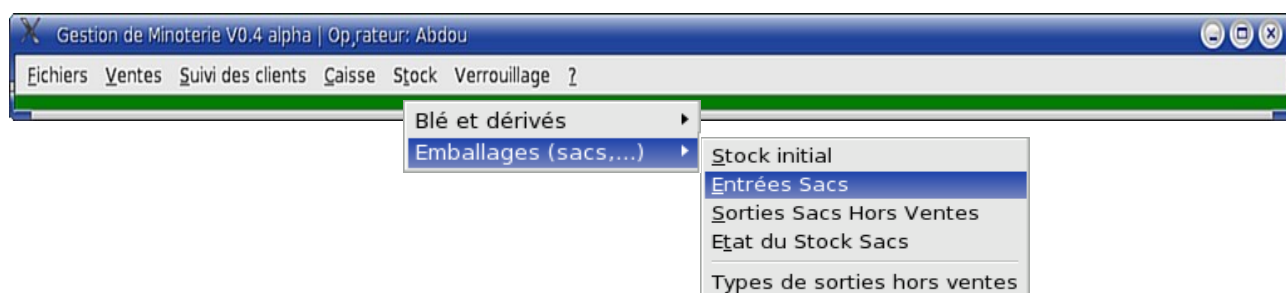 Gestion de Minoterie V0.4 alpha | Op,rateur: Abdou
Fichiers Ventes Suivi des clients Caisse Stock Verrouillage ?
Blé et dérivés
Emballages (sacs,...)
Stock initial
Entrées Sacs
Sorties Sacs Hors Ventes
Etat du Stock Sacs
Types de sorties hors ventes